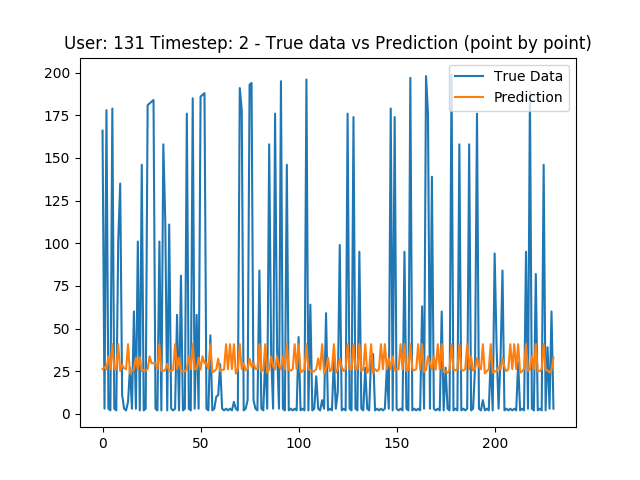 User: 131 Timestep: 2 - True data vs Prediction (point by point)
True Data
Prediction
200
175
150
125
100
75
50
25
0
0 50 100 150 200